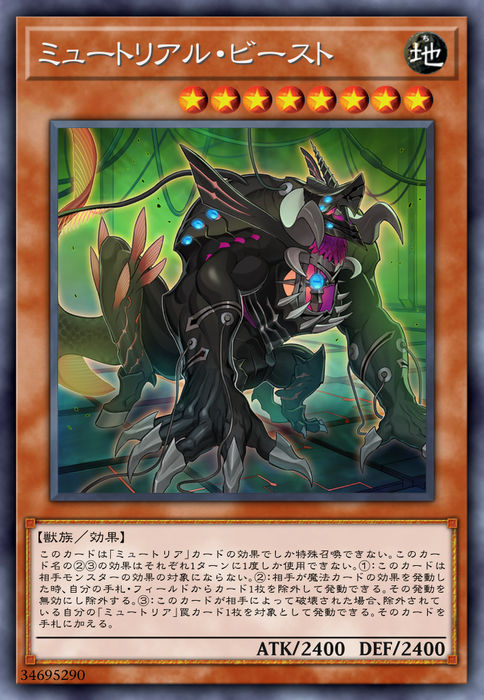 ミュートリアル・ビースト
ち
地
【獣族／効果】
このカードは「ミュートリア」カードの効果でしか特殊召喚できない。このカー
ド名の②③の効果はそれぞれ1ターンに1度しか使用できない。①:このカードは
相手モンスターの効果の対象にならない。②:相手が魔法カードの効果を発動し
た時、自分の手札・フィールドからカード1枚を除外して発動できる。その発動を
無効にし除外する。③:このカードが相手によって破壊された場合、除外されて
いる自分の「ミュートリア」罠カード1枚を対象として発動できる。そのカードを
手札に加える。
ATK/2400 DEF/2400
34695290